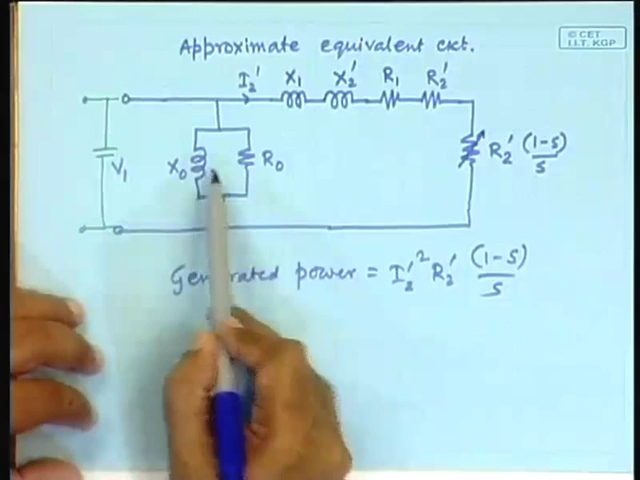 Approximate equivalent ckt.
© CET
I.I.T. KGP
I₂' X₁ X₂' R₁ R₂'
V₁ X₀ R₀ R₂' (1-s)/s
Generated power = I₂'² R₂' (1-s)/s